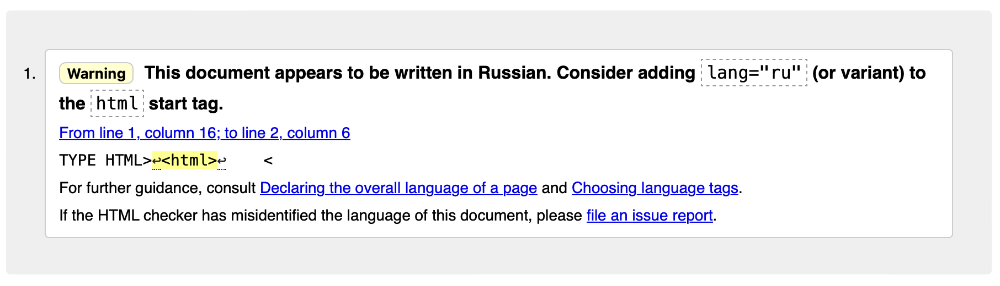 1. Warning This document appears to be written in Russian. Consider adding lang="ru" (or variant) to
the html start tag.
From line 1, column 16; to line 2, column 6
TYPE HTML>↩<html>↩    <
For further guidance, consult Declaring the overall language of a page and Choosing language tags.
If the HTML checker has misidentified the language of this document, please file an issue report.